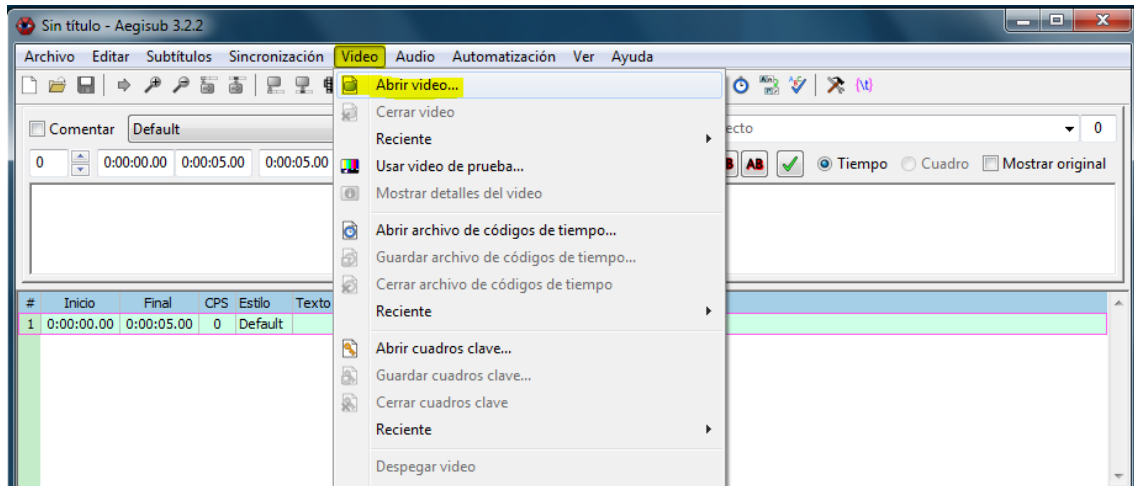 Sin título - Aegisub 3.2.2
Archivo Editar Subtítulos Sincronización Video Audio Automatización Ver Ayuda
Abrir video...
Cerrar video
Comentar Default ecto 0
Reciente
0 0:00:00.00 0:00:05.00 0:00:05.00 Usar video de prueba... B AB Tiempo Cuadro Mostrar original
Mostrar detalles del video
Abrir archivo de códigos de tiempo...
Guardar archivo de códigos de tiempo...
Cerrar archivo de códigos de tiempo
# Inicio Final CPS Estilo Texto
Reciente
1 0:00:00.00 0:00:05.00 0 Default
Abrir cuadros clave...
Guardar cuadros clave...
Cerrar cuadros clave
Reciente
Despegar video